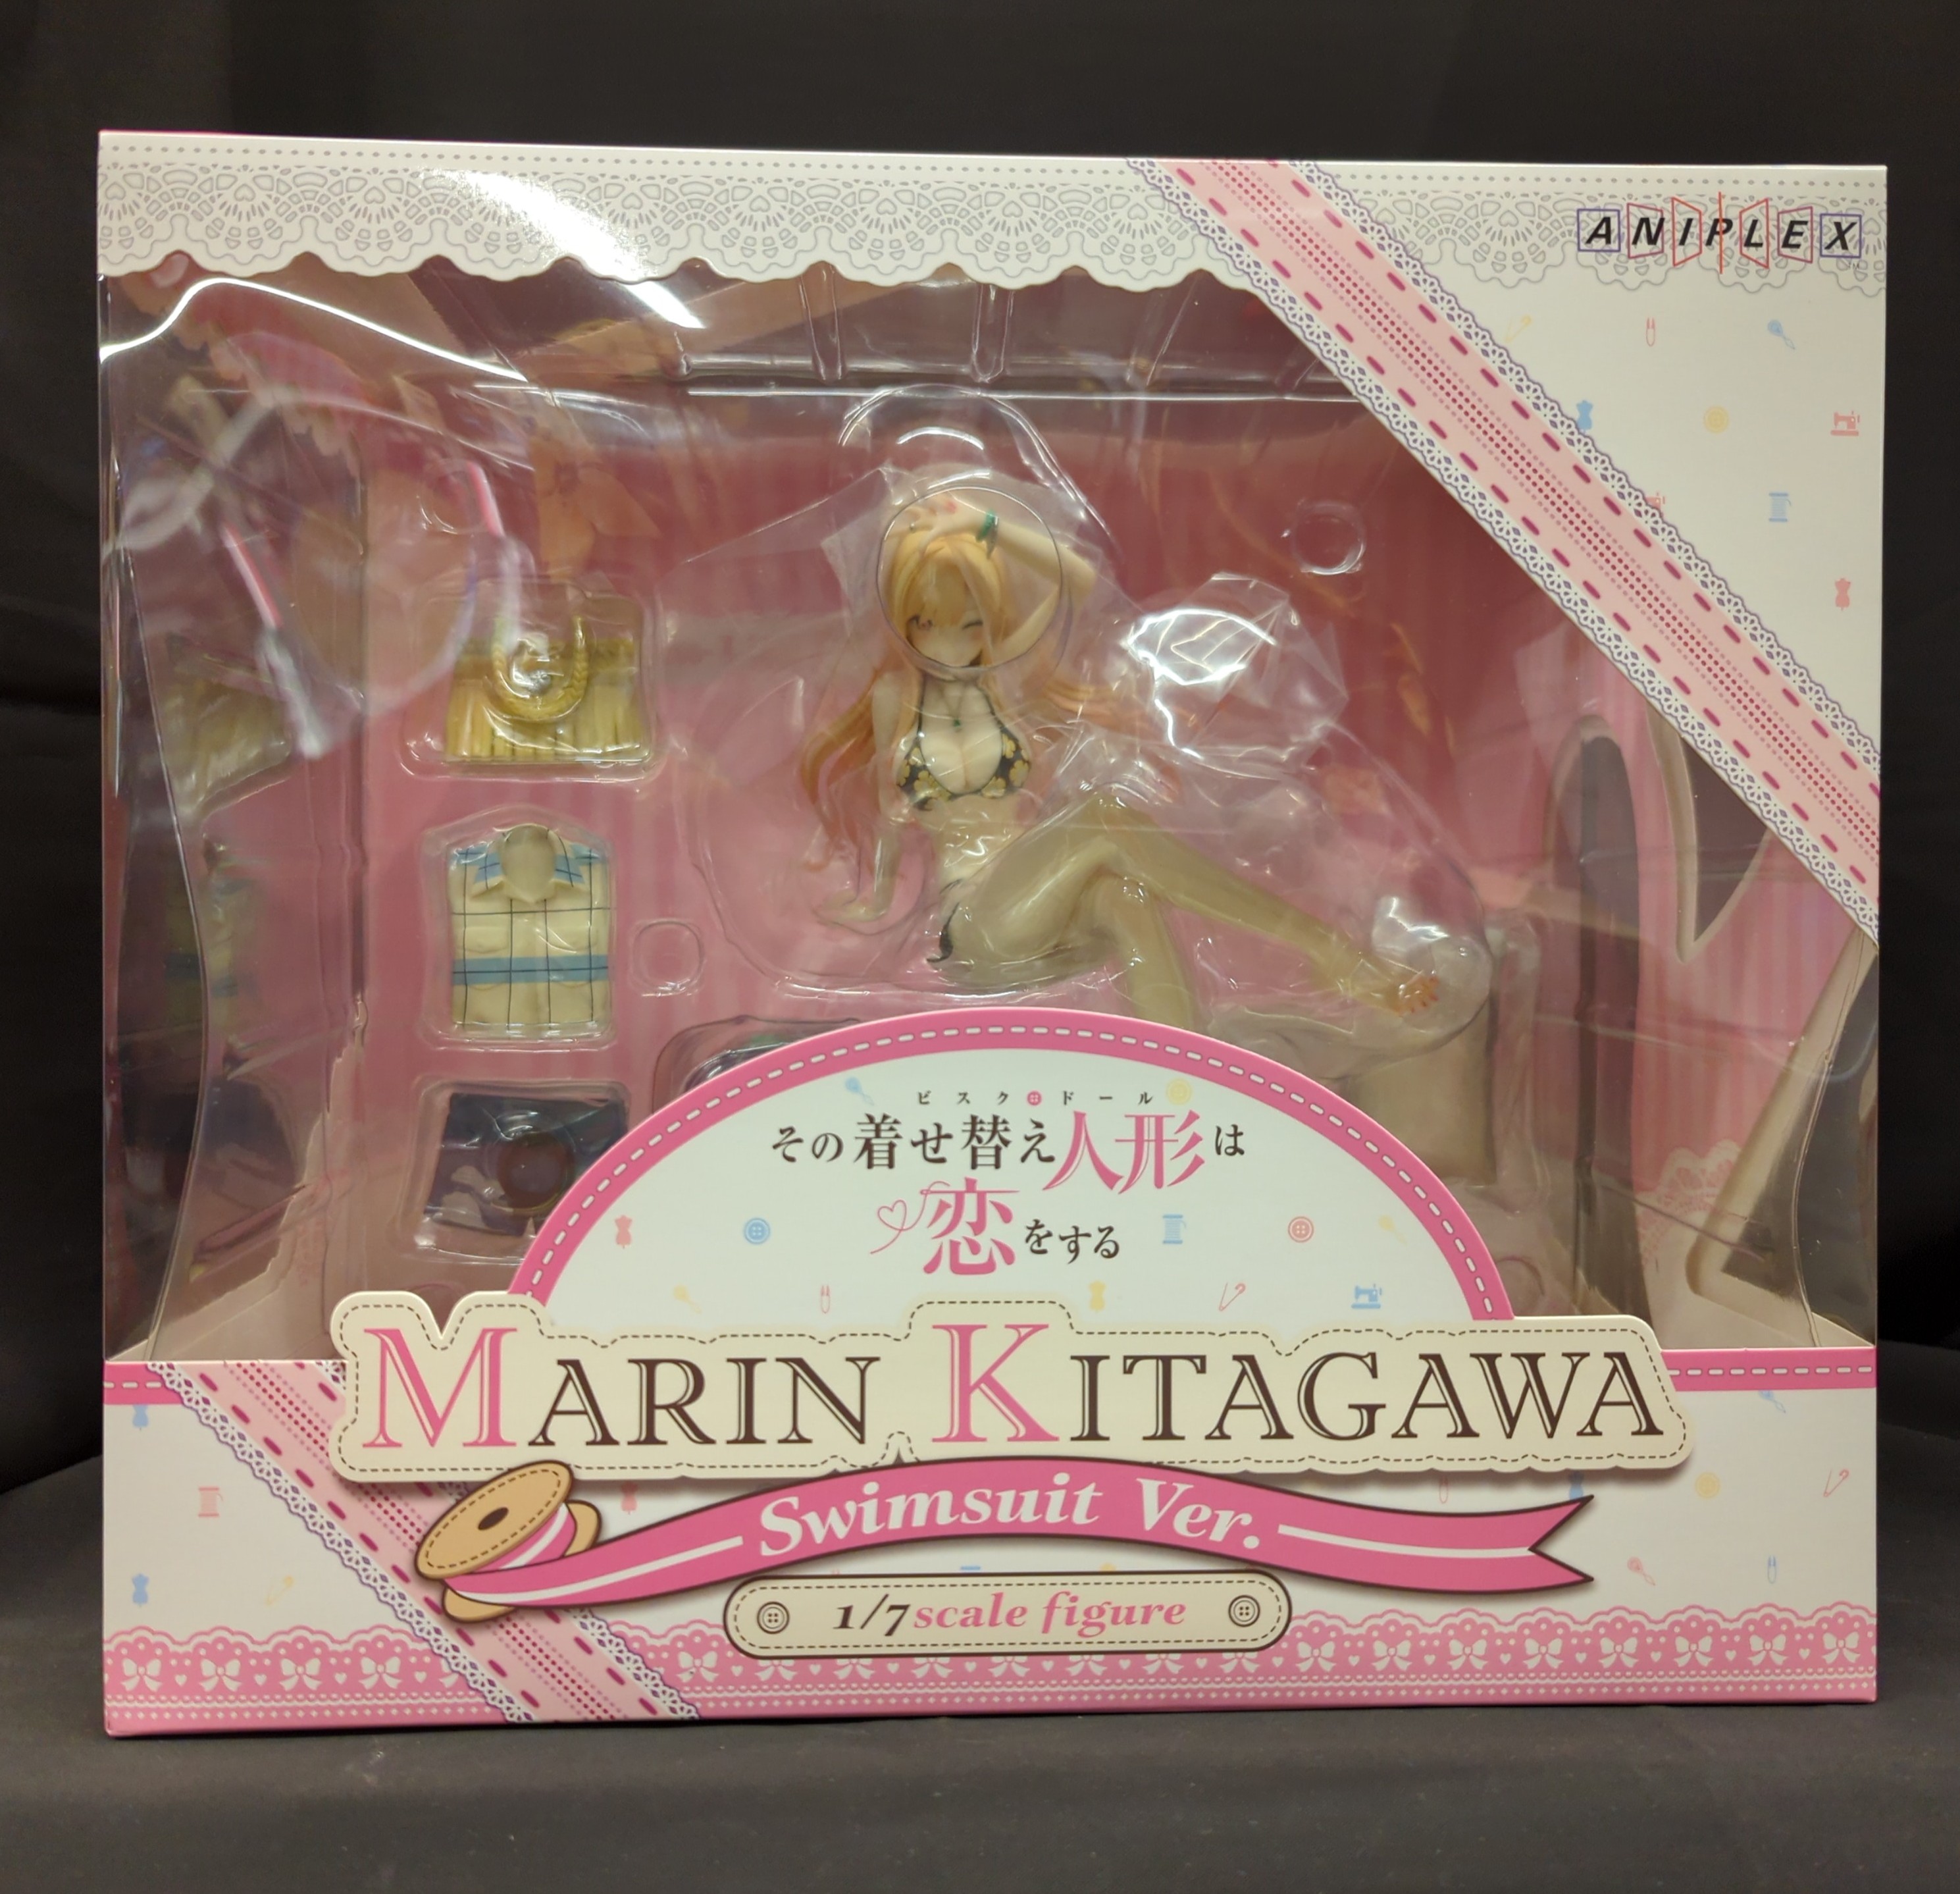 ANIPLEX
ビスクドール
その着せ替え人形は
恋をする
MARIN KITAGAWA
Swimsuit Ver.
1/7 scale figure